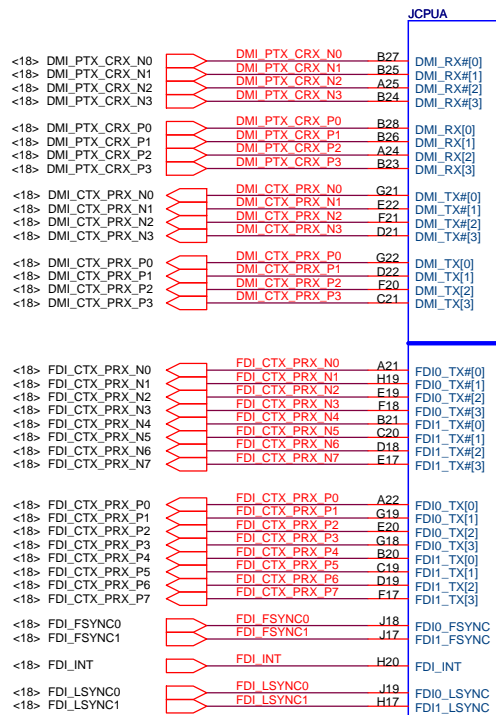 JCPUA
<18> DMI_PTX_CRX_N0 DMI_PTX_CRX_N0 B27 DMI_RX#[0]
<18> DMI_PTX_CRX_N1 DMI_PTX_CRX_N1 B25 DMI_RX#[1]
<18> DMI_PTX_CRX_N2 DMI_PTX_CRX_N2 A25 DMI_RX#[2]
<18> DMI_PTX_CRX_N3 DMI_PTX_CRX_N3 B24 DMI_RX#[3]
<18> DMI_PTX_CRX_P0 DMI_PTX_CRX_P0 B28 DMI_RX[0]
<18> DMI_PTX_CRX_P1 DMI_PTX_CRX_P1 B26 DMI_RX[1]
<18> DMI_PTX_CRX_P2 DMI_PTX_CRX_P2 A24 DMI_RX[2]
<18> DMI_PTX_CRX_P3 DMI_PTX_CRX_P3 B23 DMI_RX[3]
<18> DMI_CTX_PRX_N0 DMI_CTX_PRX_N0 G21 DMI_TX#[0]
<18> DMI_CTX_PRX_N1 DMI_CTX_PRX_N1 E22 DMI_TX#[1]
<18> DMI_CTX_PRX_N2 DMI_CTX_PRX_N2 F21 DMI_TX#[2]
<18> DMI_CTX_PRX_N3 DMI_CTX_PRX_N3 D21 DMI_TX#[3]
<18> DMI_CTX_PRX_P0 DMI_CTX_PRX_P0 G22 DMI_TX[0]
<18> DMI_CTX_PRX_P1 DMI_CTX_PRX_P1 D22 DMI_TX[1]
<18> DMI_CTX_PRX_P2 DMI_CTX_PRX_P2 F20 DMI_TX[2]
<18> DMI_CTX_PRX_P3 DMI_CTX_PRX_P3 C21 DMI_TX[3]
<18> FDI_CTX_PRX_N0 FDI_CTX_PRX_N0 A21 FDI0_TX#[0]
<18> FDI_CTX_PRX_N1 FDI_CTX_PRX_N1 H19 FDI0_TX#[1]
<18> FDI_CTX_PRX_N2 FDI_CTX_PRX_N2 E19 FDI0_TX#[2]
<18> FDI_CTX_PRX_N3 FDI_CTX_PRX_N3 F18 FDI0_TX#[3]
<18> FDI_CTX_PRX_N4 FDI_CTX_PRX_N4 B21 FDI1_TX#[0]
<18> FDI_CTX_PRX_N5 FDI_CTX_PRX_N5 C20 FDI1_TX#[1]
<18> FDI_CTX_PRX_N6 FDI_CTX_PRX_N6 D18 FDI1_TX#[2]
<18> FDI_CTX_PRX_N7 FDI_CTX_PRX_N7 E17 FDI1_TX#[3]
<18> FDI_CTX_PRX_P0 FDI_CTX_PRX_P0 A22 FDI0_TX[0]
<18> FDI_CTX_PRX_P1 FDI_CTX_PRX_P1 G19 FDI0_TX[1]
<18> FDI_CTX_PRX_P2 FDI_CTX_PRX_P2 E20 FDI0_TX[2]
<18> FDI_CTX_PRX_P3 FDI_CTX_PRX_P3 G18 FDI0_TX[3]
<18> FDI_CTX_PRX_P4 FDI_CTX_PRX_P4 B20 FDI1_TX[0]
<18> FDI_CTX_PRX_P5 FDI_CTX_PRX_P5 C19 FDI1_TX[1]
<18> FDI_CTX_PRX_P6 FDI_CTX_PRX_P6 D19 FDI1_TX[2]
<18> FDI_CTX_PRX_P7 FDI_CTX_PRX_P7 F17 FDI1_TX[3]
<18> FDI_FSYNC0 FDI_FSYNC0 J18 FDI0_FSYNC
<18> FDI_FSYNC1 FDI_FSYNC1 J17 FDI1_FSYNC
<18> FDI_INT FDI_INT H20 FDI_INT
<18> FDI_LSYNC0 FDI_LSYNC0 J19 FDI0_LSYNC
<18> FDI_LSYNC1 FDI_LSYNC1 H17 FDI1_LSYNC